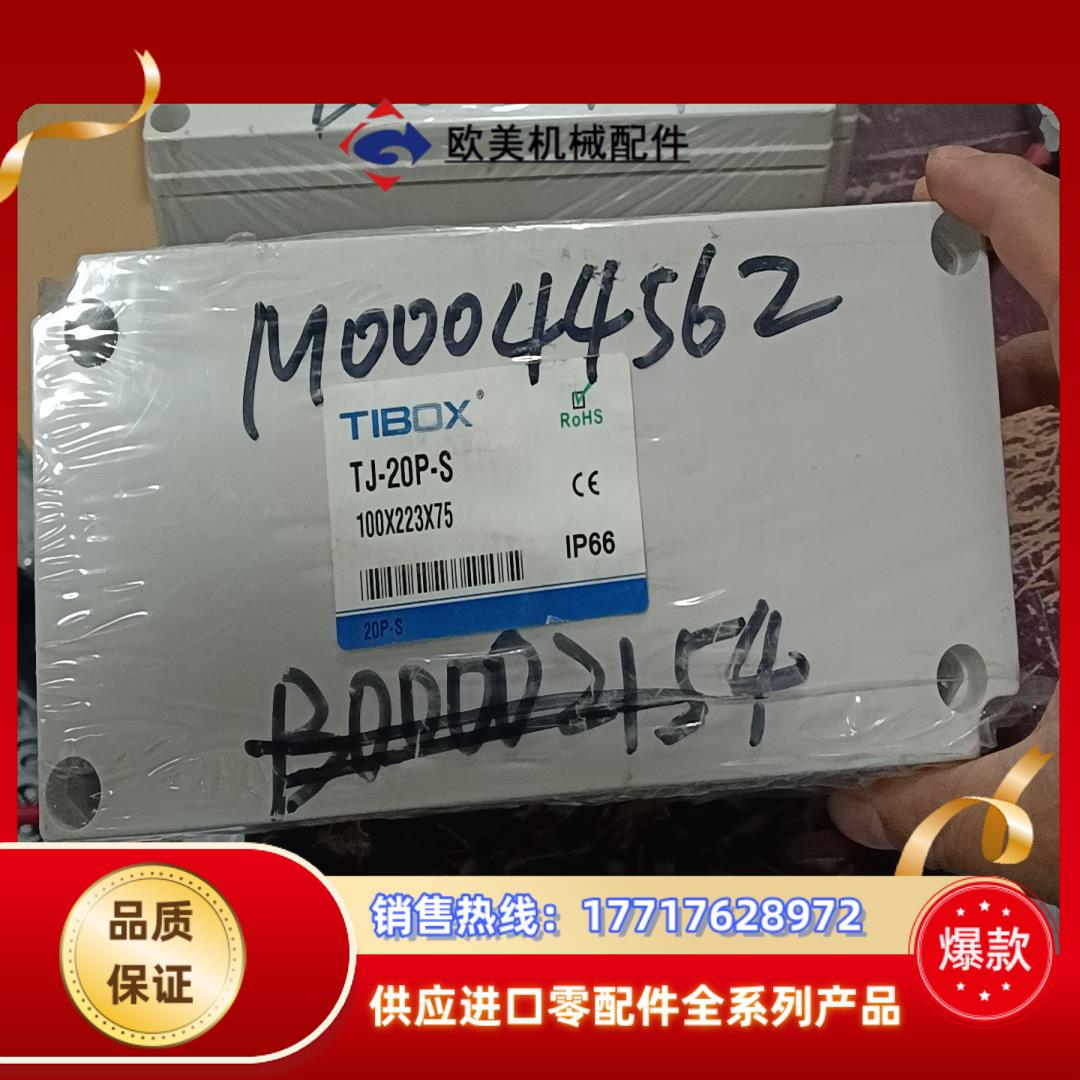 欧美机械配件
M00044562
TIBOX®
RoHS
TJ-20P-S
CE
100X223X75
IP66
20P-S
B00002154
品质
保证
销售热线：17717628972
爆款
供应进口零配件全系列产品